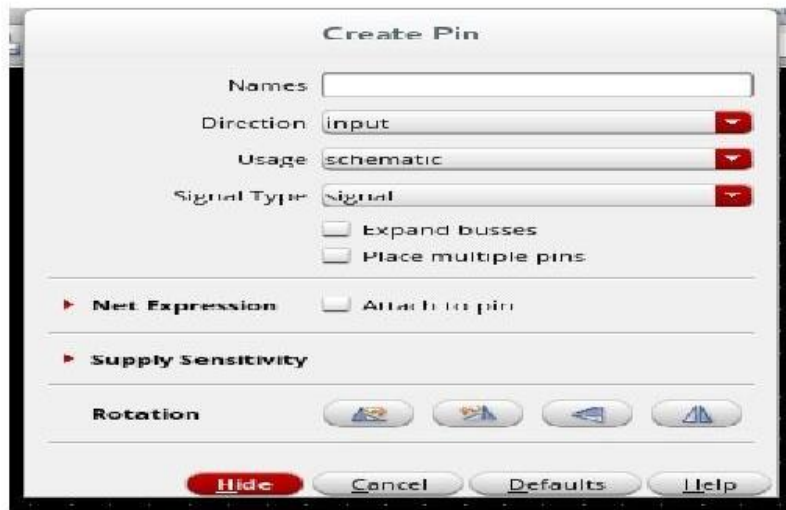 Create Pin
Names
Direction input
Usage schematic
Signal Type signal
Expand busses
Place multiple pins
Net Expression Attach to pin
Supply Sensitivity
Rotation
Hide Cancel Defaults Help